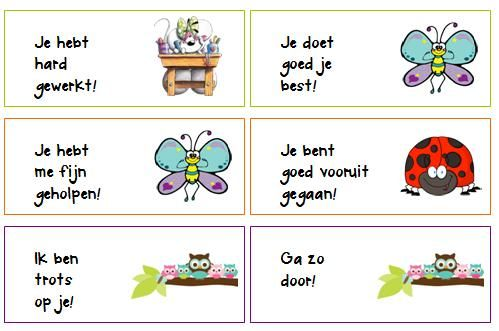 Je hebt
hard
gewerkt!
Je doet
goed je
best!
Je hebt
me fijn
geholpen!
Je bent
goed vooruit
gegaan!
Ik ben
trots
op je!
Ga zo
door!